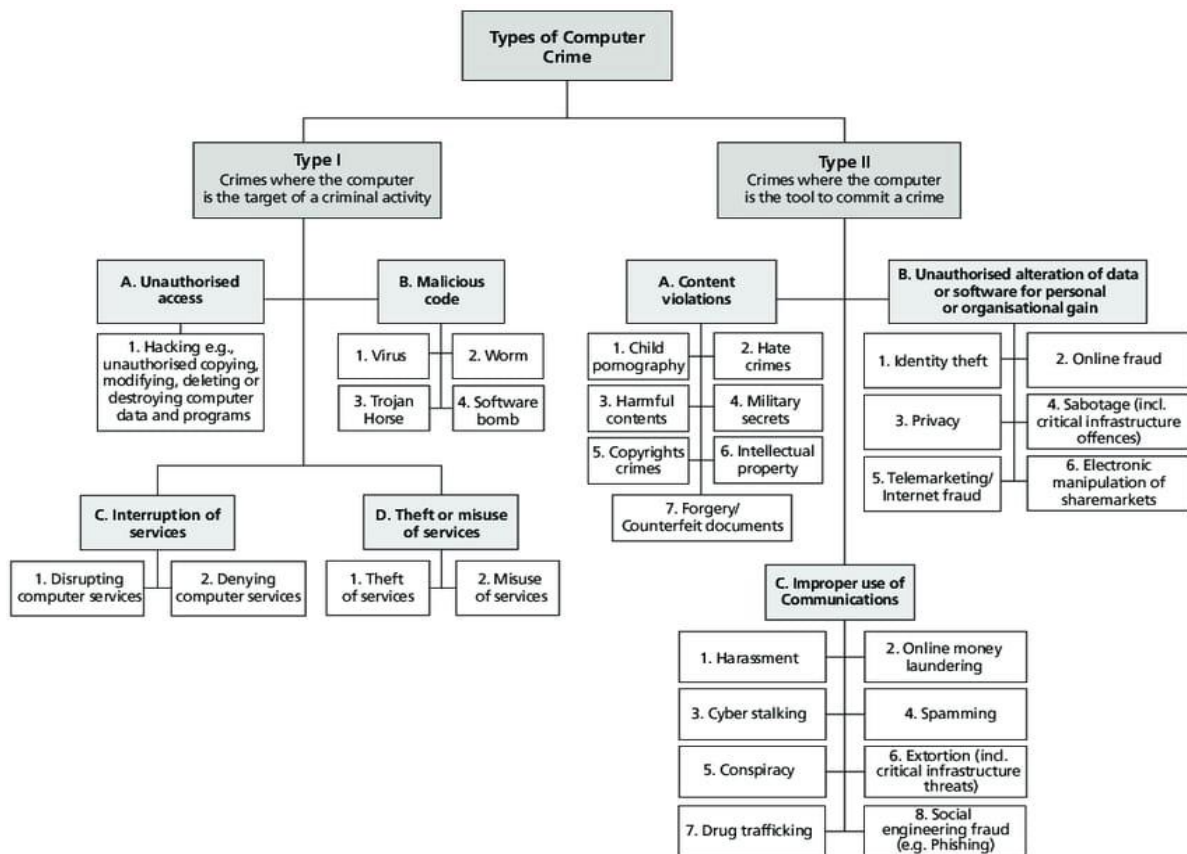 Types of Computer
Crime
Type I
Crimes where the computer
is the target of a criminal activity
Type II
Crimes where the computer
is the tool to commit a crime
A. Unauthorised
access
B. Malicious
code
1. Hacking e.g.,
unauthorised copying,
modifying, deleting or
destroying computer
data and programs
1. Virus
2. Worm
3. Trojan
Horse
4. Software
bomb
C. Interruption of
services
D. Theft or misuse
of services
1. Disrupting
computer services
2. Denying
computer services
1. Theft
of services
2. Misuse
of services
A. Content
violations
B. Unauthorised alteration of data
or software for personal
or organisational gain
1. Child
pornography
2. Hate
crimes
3. Harmful
contents
4. Military
secrets
5. Copyrights
crimes
6. Intellectual
property
7. Forgery/
Counterfeit documents
1. Identity theft
2. Online fraud
3. Privacy
4. Sabotage (incl.
critical infrastructure
offences)
5. Telemarketing/
Internet fraud
6. Electronic
manipulation of
sharemarkets
C. Improper use of
Communications
1. Harassment
2. Online money
laundering
3. Cyber stalking
4. Spamming
5. Conspiracy
6. Extortion (incl.
critical infrastructure
threats)
7. Drug trafficking
8. Social
engineering fraud
(e.g. Phishing)